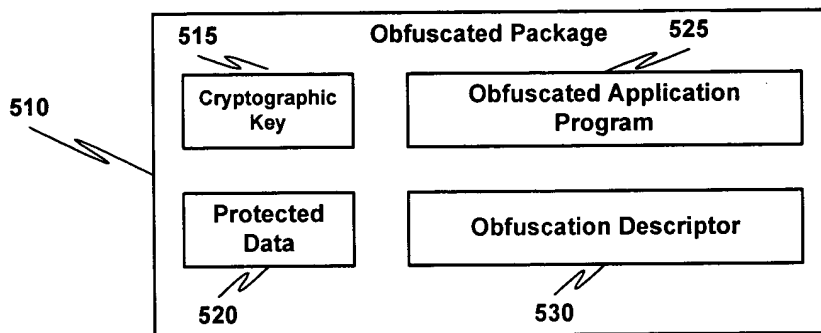 515
Obfuscated Package
525
510
Cryptographic
Key
Obfuscated Application
Program
Protected
Data
Obfuscation Descriptor
520
530